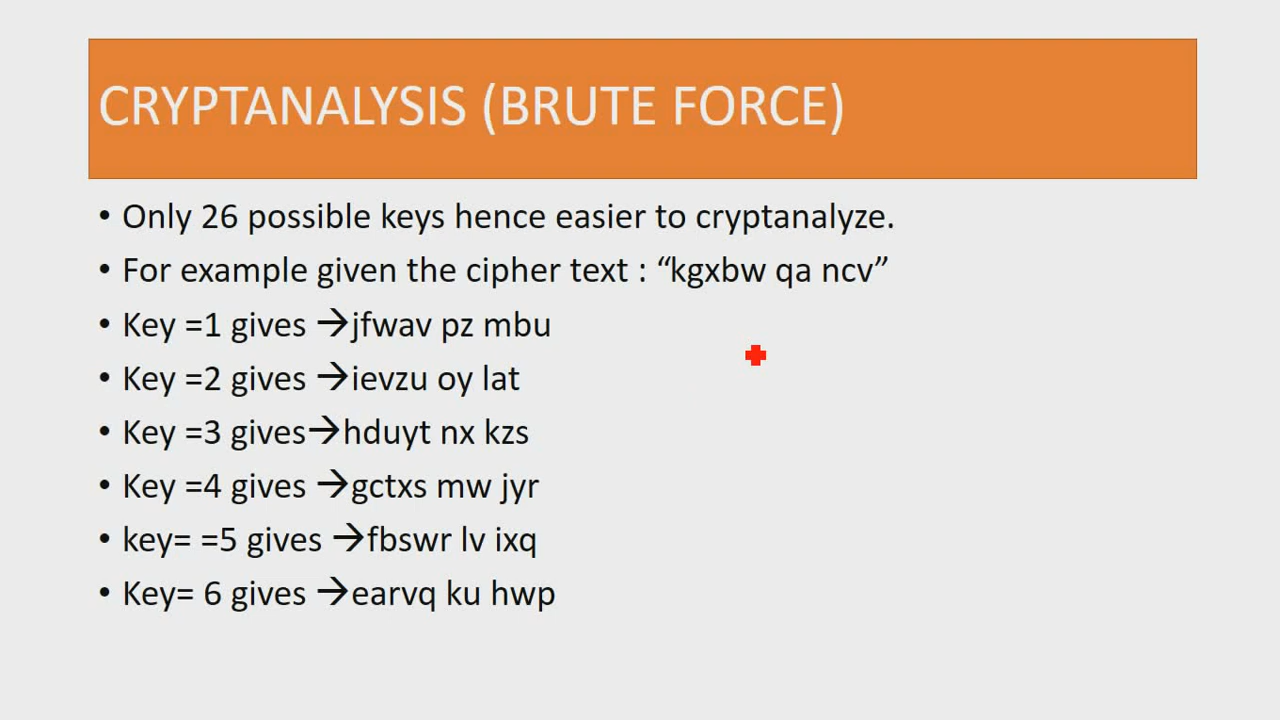 CRYPTANALYSIS (BRUTE FORCE)
• Only 26 possible keys hence easier to cryptanalyze.
• For example given the cipher text : “kgxbw qa ncv”
• Key =1 gives →jfwav pz mbu
• Key =2 gives →ievzu oy lat
• Key =3 gives→hduyt nx kzs
• Key =4 gives →gctxs mw jyr
• key= =5 gives →fbswr lv ixq
• Key= 6 gives →earvq ku hwp